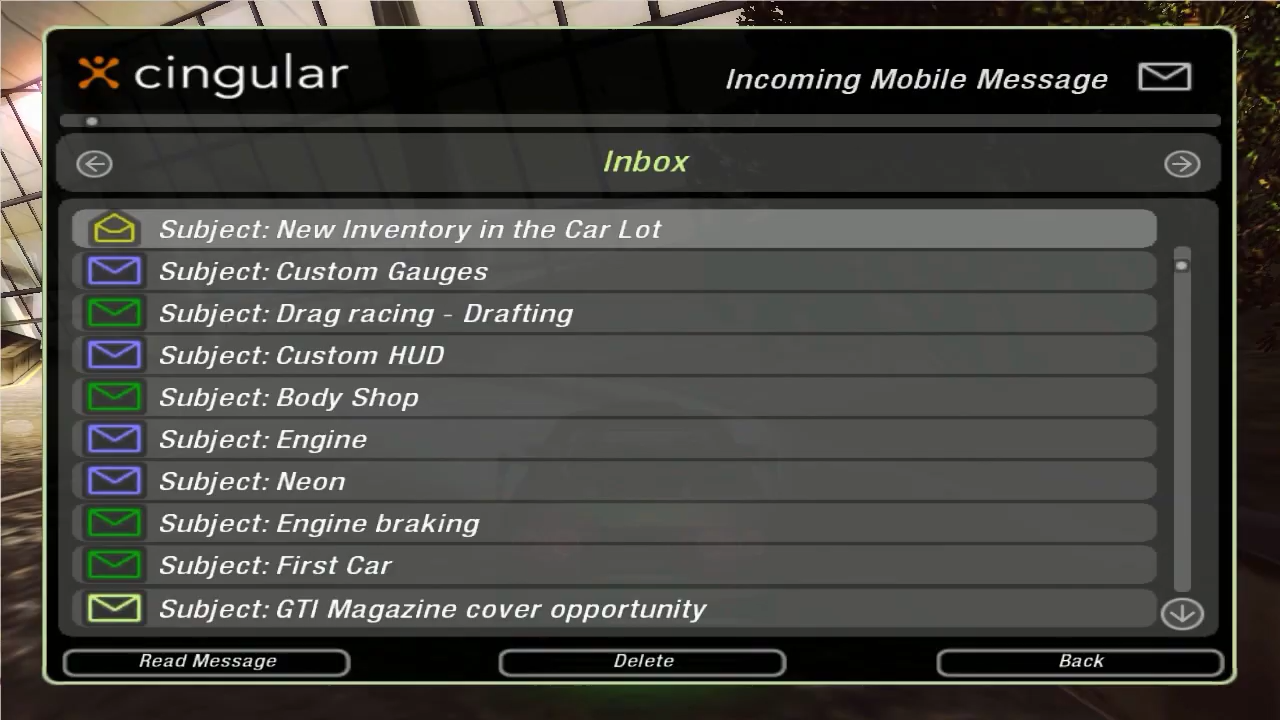 cingular
Incoming Mobile Message
Inbox
Subject: New Inventory in the Car Lot
Subject: Custom Gauges
Subject: Drag racing - Drafting
Subject: Custom HUD
Subject: Body Shop
Subject: Engine
Subject: Neon
Subject: Engine braking
Subject: First Car
Subject: GTI Magazine cover opportunity
Read Message
Delete
Back